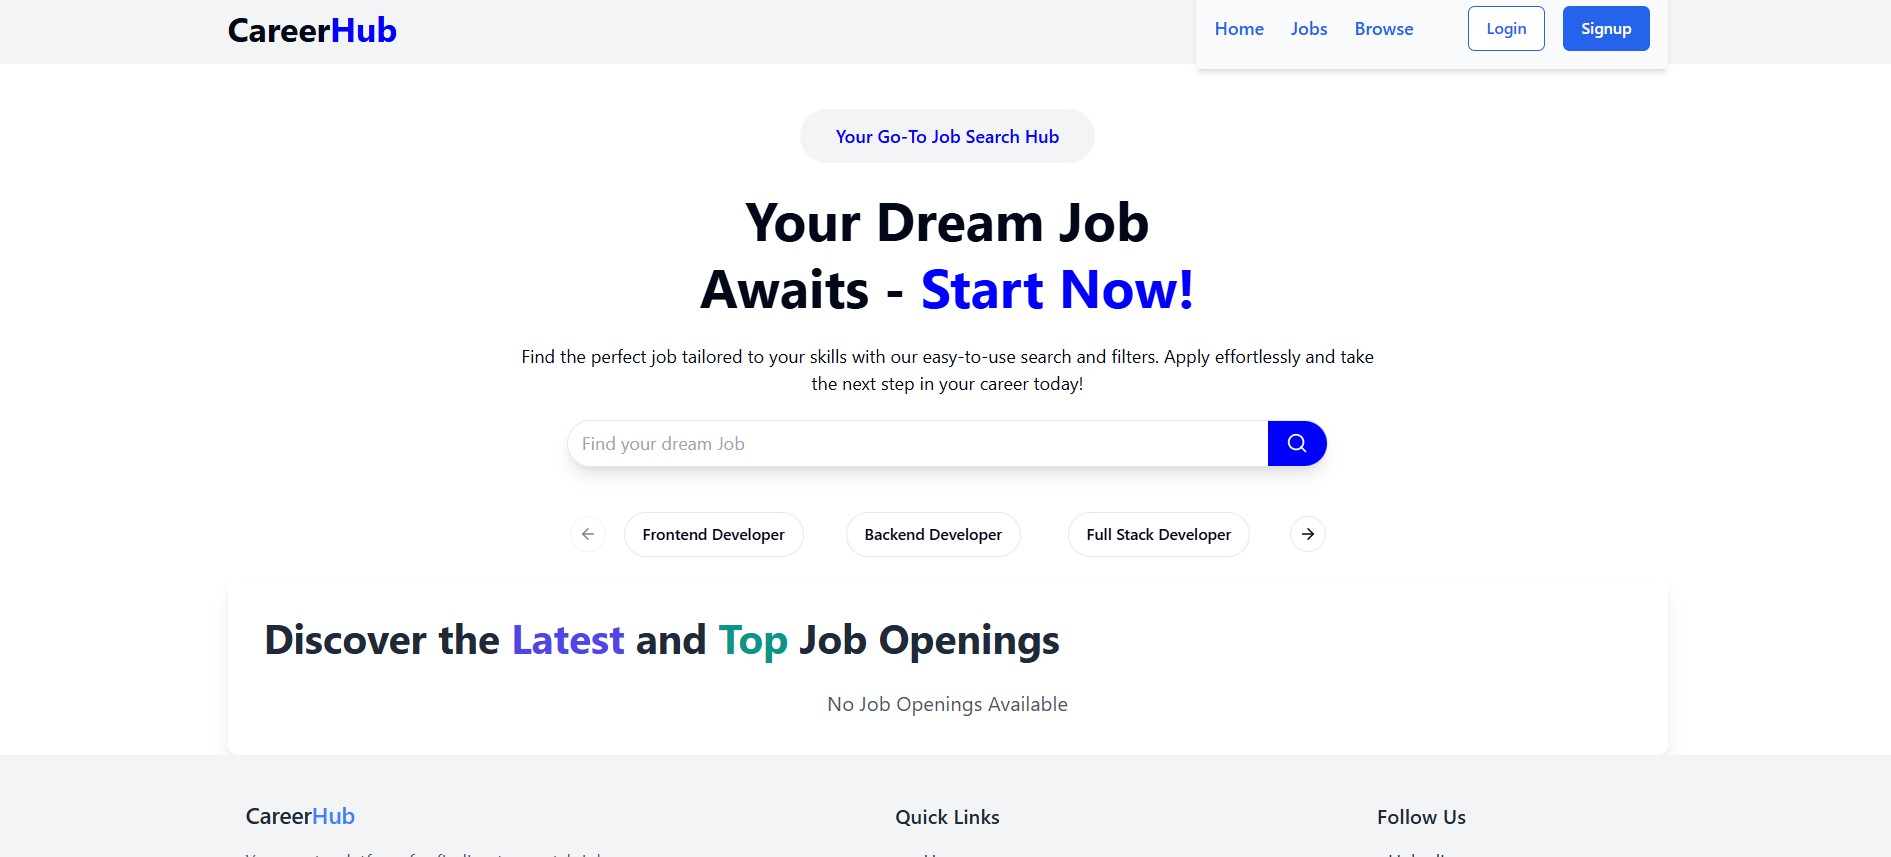 CareerHub
Home Jobs Browse Login Signup
Your Go-To Job Search Hub
Your Dream Job
Awaits - Start Now!
Find the perfect job tailored to your skills with our easy-to-use search and filters. Apply effortlessly and take
the next step in your career today!
Find your dream Job
Frontend Developer Backend Developer Full Stack Developer
Discover the Latest and Top Job Openings
No Job Openings Available
CareerHub Quick Links Follow Us